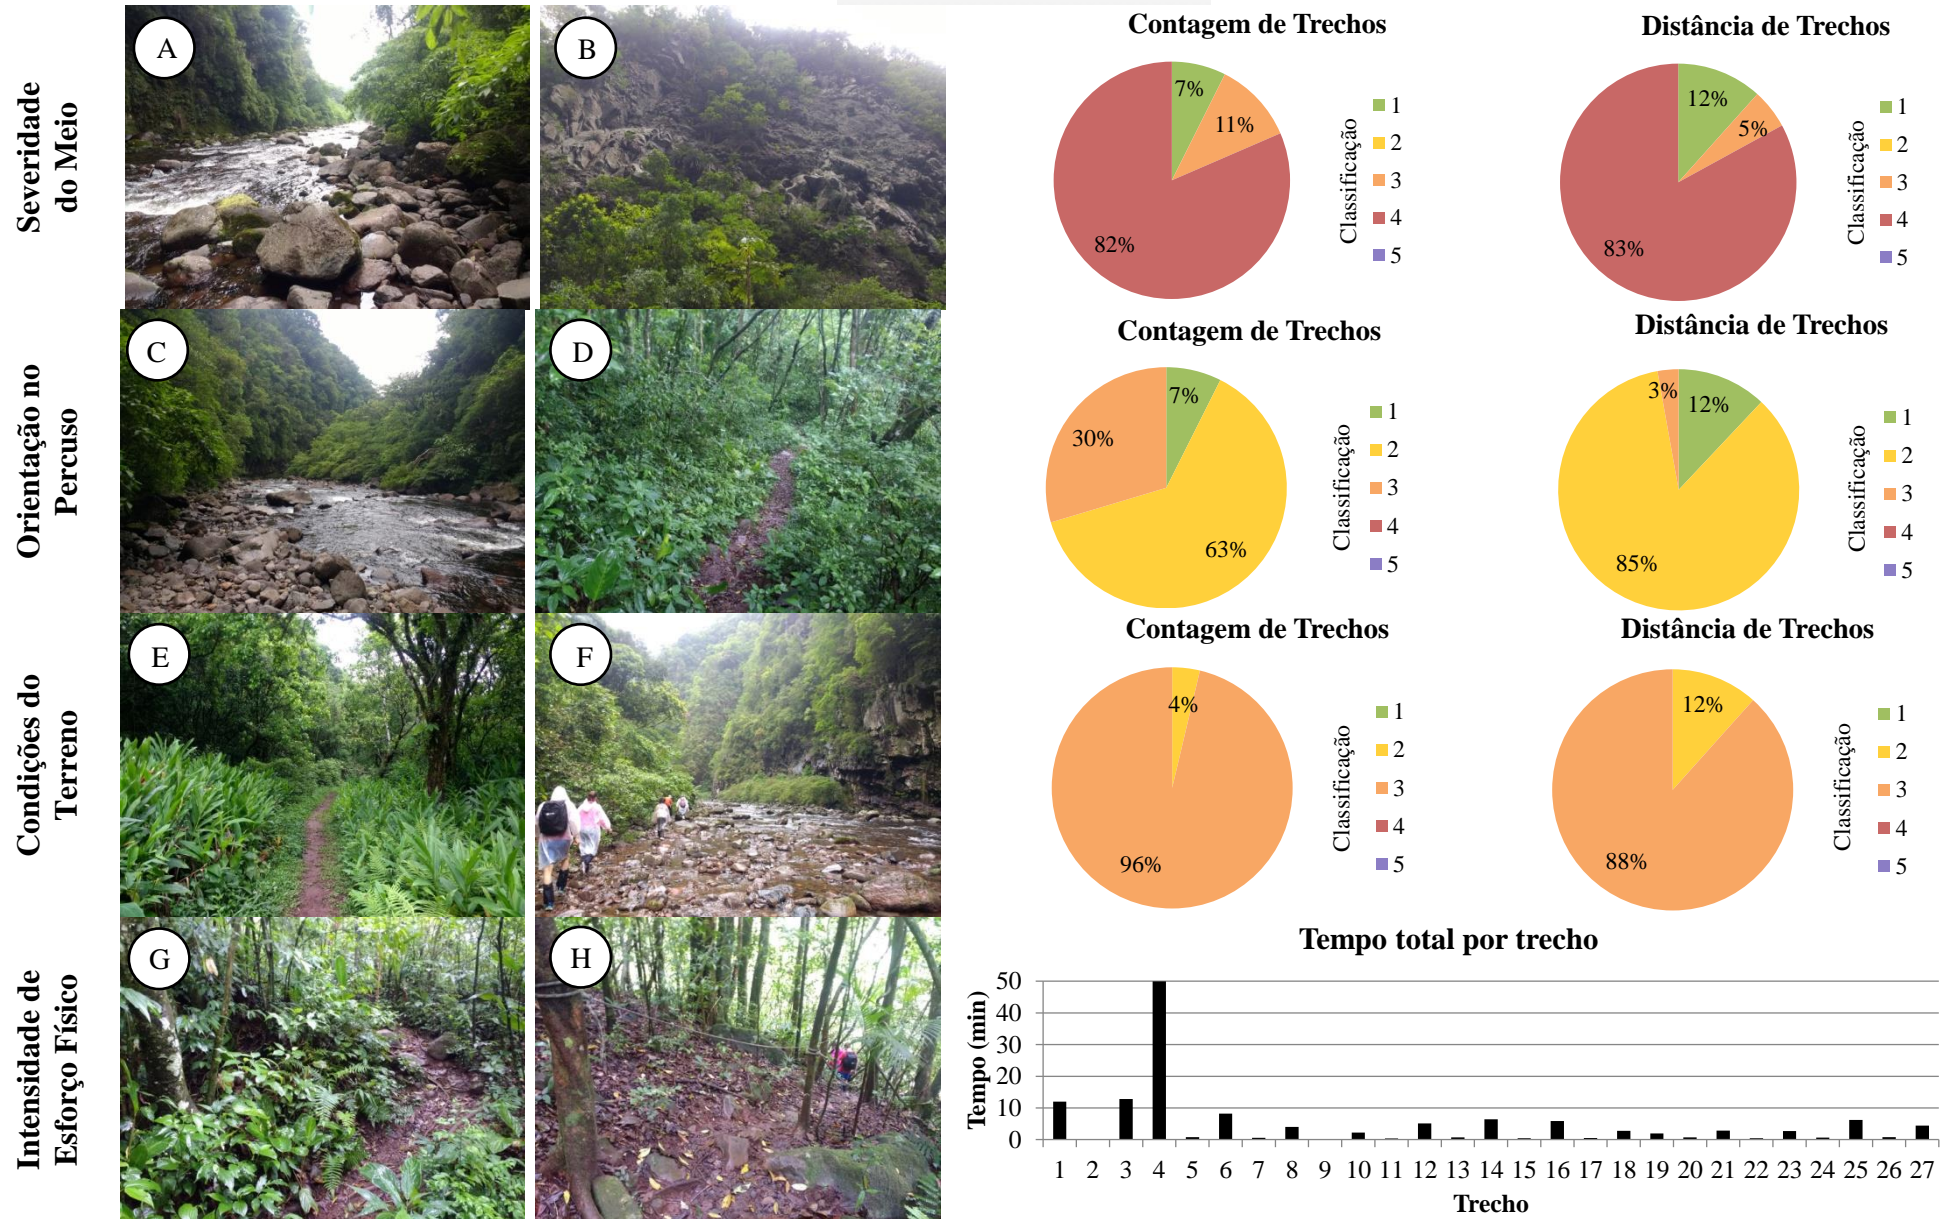 Severidade
do Meio
A
B
Contagem de Trechos
7%
11%
82%
Classificação
1
2
3
4
5
Distância de Trechos
12%
5%
83%
Classificação
1
2
3
4
5
Orientação no
Percuso
C
D
Contagem de Trechos
7%
30%
63%
Classificação
1
2
3
4
5
Distância de Trechos
3%
12%
85%
Classificação
1
2
3
4
5
Condições do
Terreno
E
F
Contagem de Trechos
4%
96%
Classificação
1
2
3
4
5
Distância de Trechos
12%
88%
Classificação
1
2
3
4
5
Intensidade de
Esforço Físico
G
H
Tempo total por trecho
Tempo (min)
50
40
30
20
10
0
1 2 3 4 5 6 7 8 9 10 11 12 13 14 15 16 17 18 19 20 21 22 23 24 25 26 27
Trecho